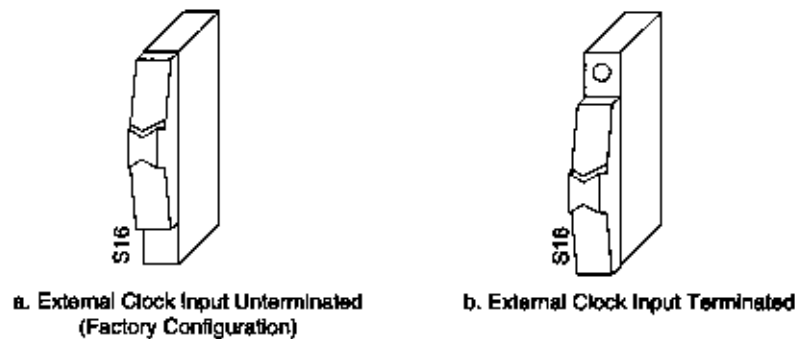 S16
S16
a. External Clock Input Unterminated
(Factory Configuration)
b. External Clock Input Terminated